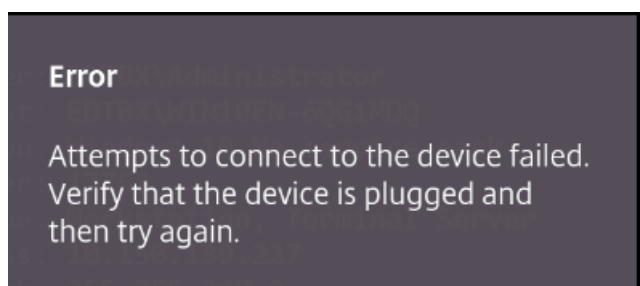 Error
Attempts to connect to the device failed.
Verify that the device is plugged and
then try again.